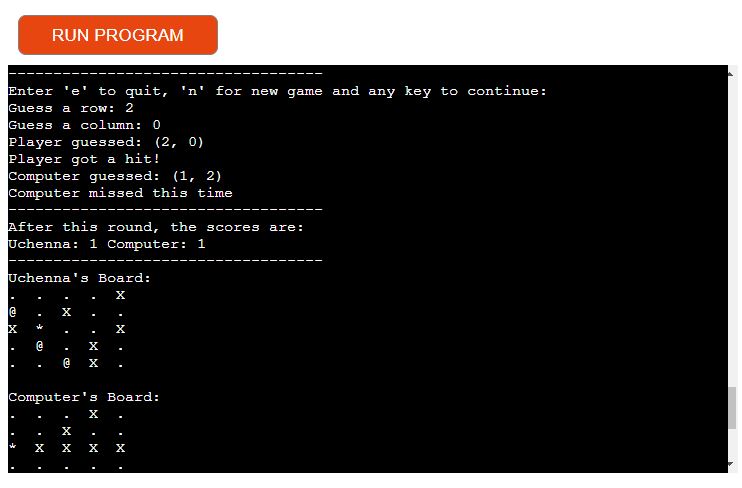 RUN PROGRAM
-----------------------------------
Enter 'e' to quit, 'n' for new game and any key to continue:
Guess a row: 2
Guess a column: 0
Player guessed: (2, 0)
Player got a hit!
Computer guessed: (1, 2)
Computer missed this time
-----------------------------------
After this round, the scores are:
Uchenna: 1 Computer: 1
-----------------------------------
Uchenna's Board:
.  .  .  .  X
@  .  X  .  .
X  *  .  .  X
.  @  .  X  .
.  .  @  X  .
Computer's Board:
.  .  .  X  .
.  .  X  .  .
*  X  X  X  X
.  .  .  .  .